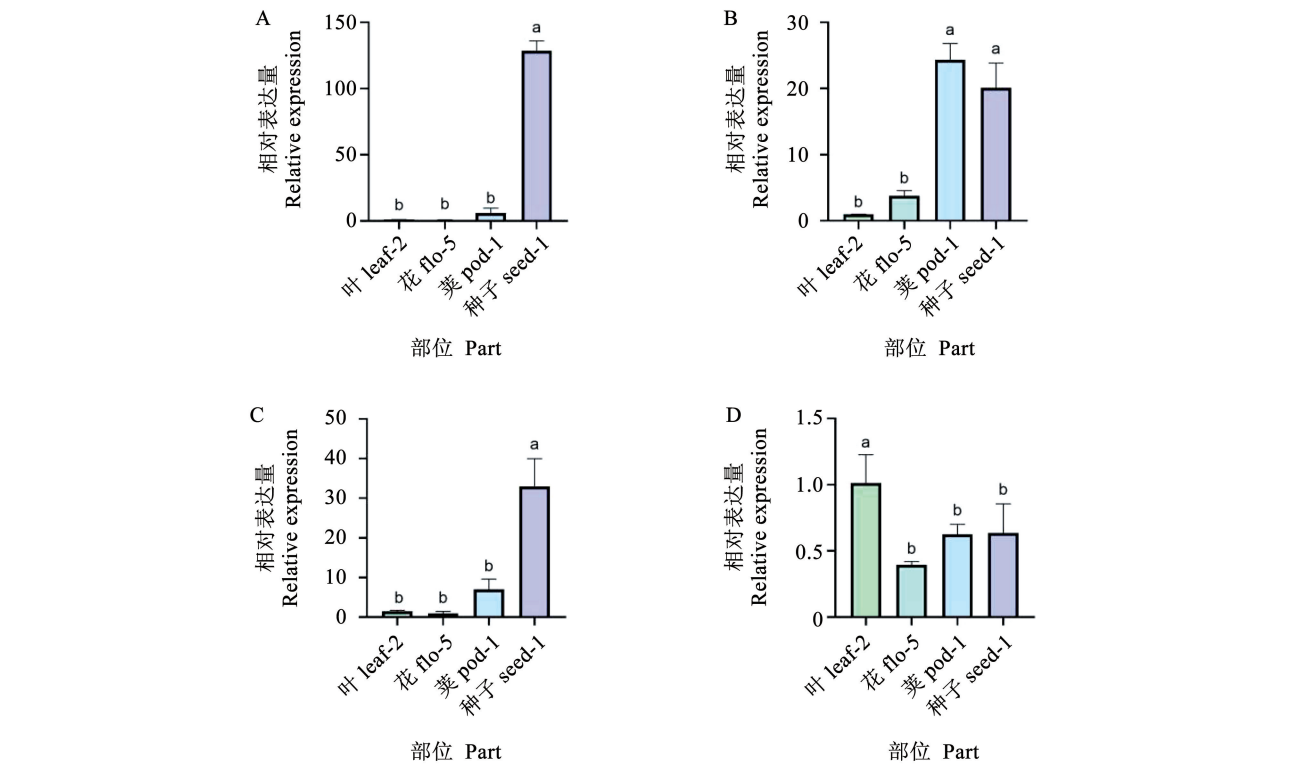 A
相对表达量
Relative expression
150
100
50
0
a
b
b
b
叶 leaf-2
花 flo-5
荚 pod-1
种子 seed-1
部位 Part
B
相对表达量
Relative expression
30
20
10
0
a
a
b
b
叶 leaf-2
花 flo-5
荚 pod-1
种子 seed-1
部位 Part
C
相对表达量
Relative expression
50
40
30
20
10
0
a
b
b
b
叶 leaf-2
花 flo-5
荚 pod-1
种子 seed-1
部位 Part
D
相对表达量
Relative expression
1.5
1.0
0.5
0
a
b
b
b
叶 leaf-2
花 flo-5
荚 pod-1
种子 seed-1
部位 Part